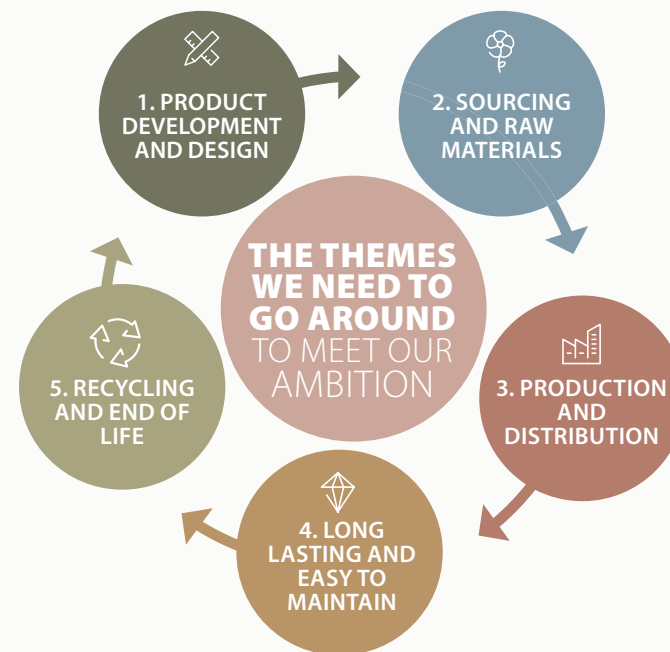 1. PRODUCT
DEVELOPMENT
AND DESIGN
2. SOURCING
AND RAW
MATERIALS
THE THEMES
WE NEED TO
GO AROUND
TO MEET OUR
AMBITION
3. PRODUCTION
AND
DISTRIBUTION
4. LONG
LASTING AND
EASY TO
MAINTAIN
5. RECYCLING
AND END OF
LIFE